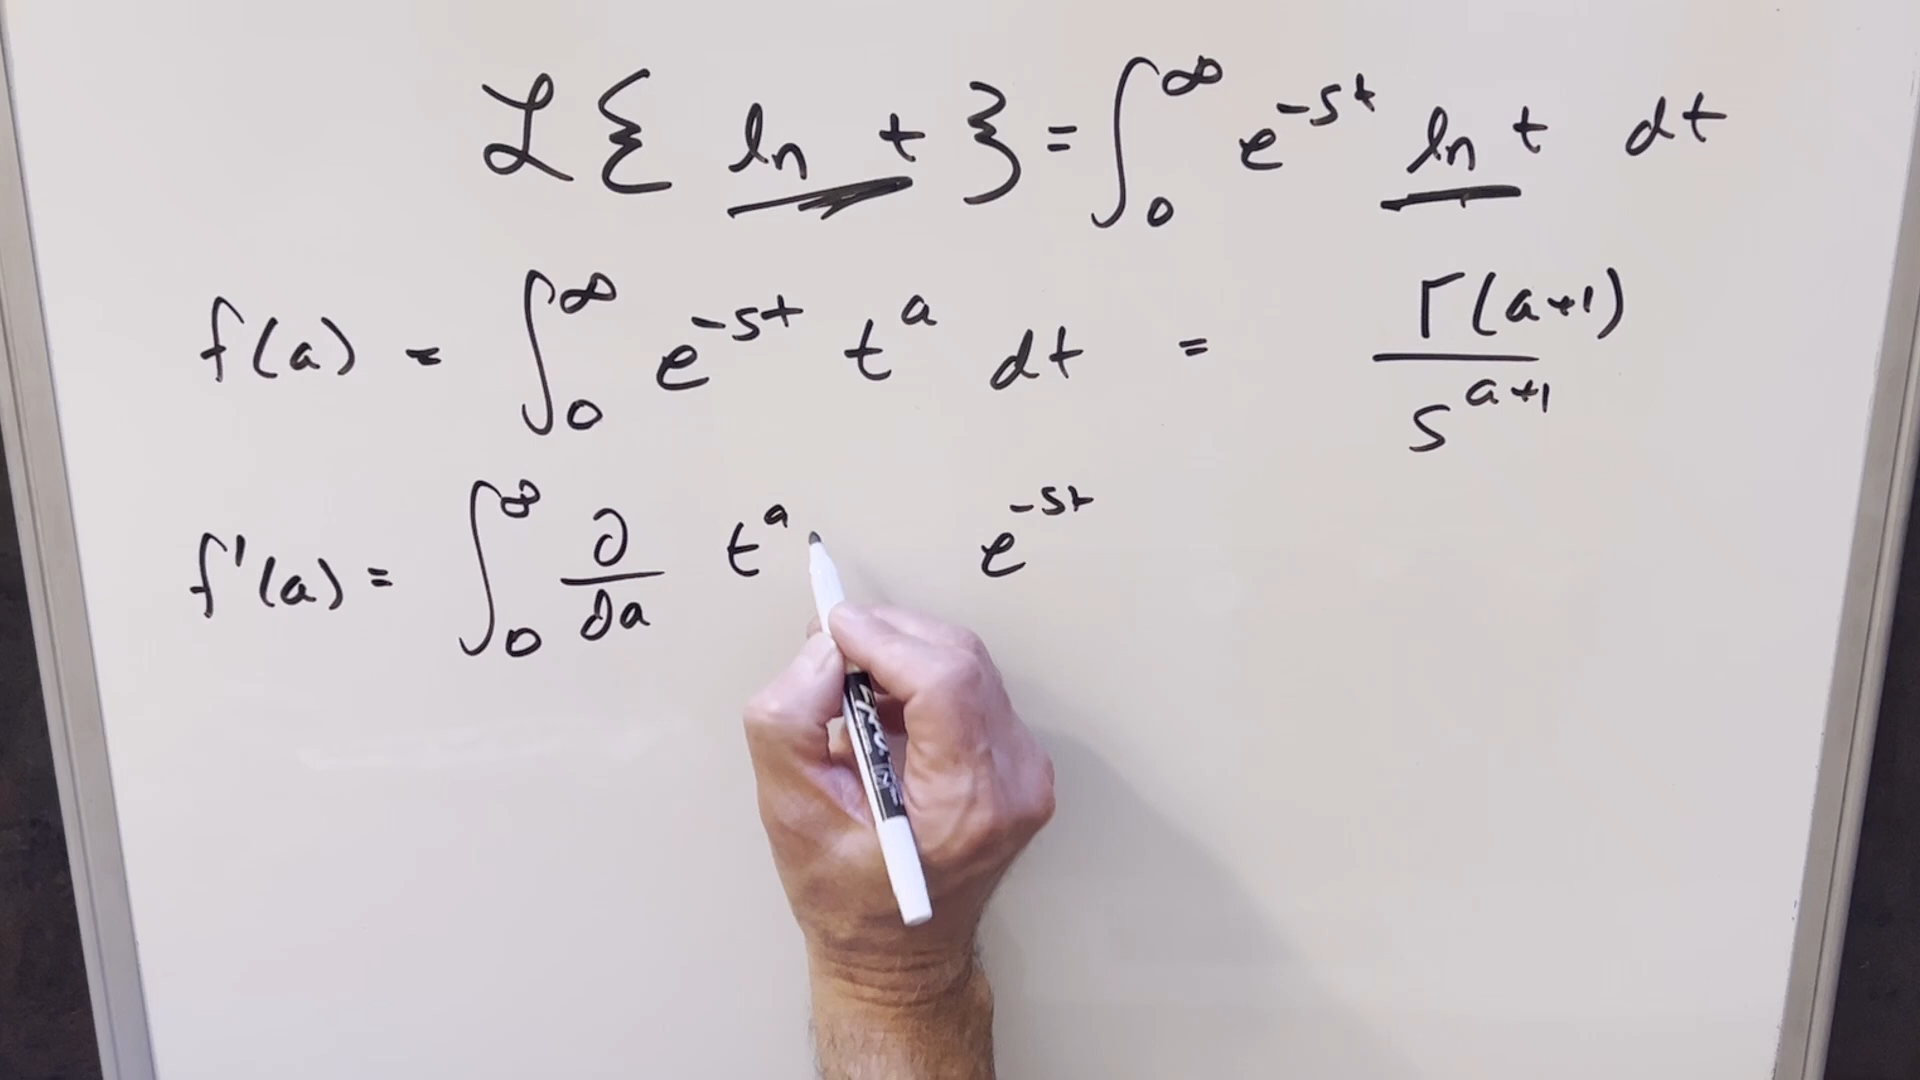 ℒ{ ln t } = ∫₀^∞ e^{-st} ln t dt
f(a) = ∫₀^∞ e^{-st} t^a dt = Γ(a+1) / s^{a+1}
f'(a) = ∫₀^∞ ∂/∂a t^a e^{-st}